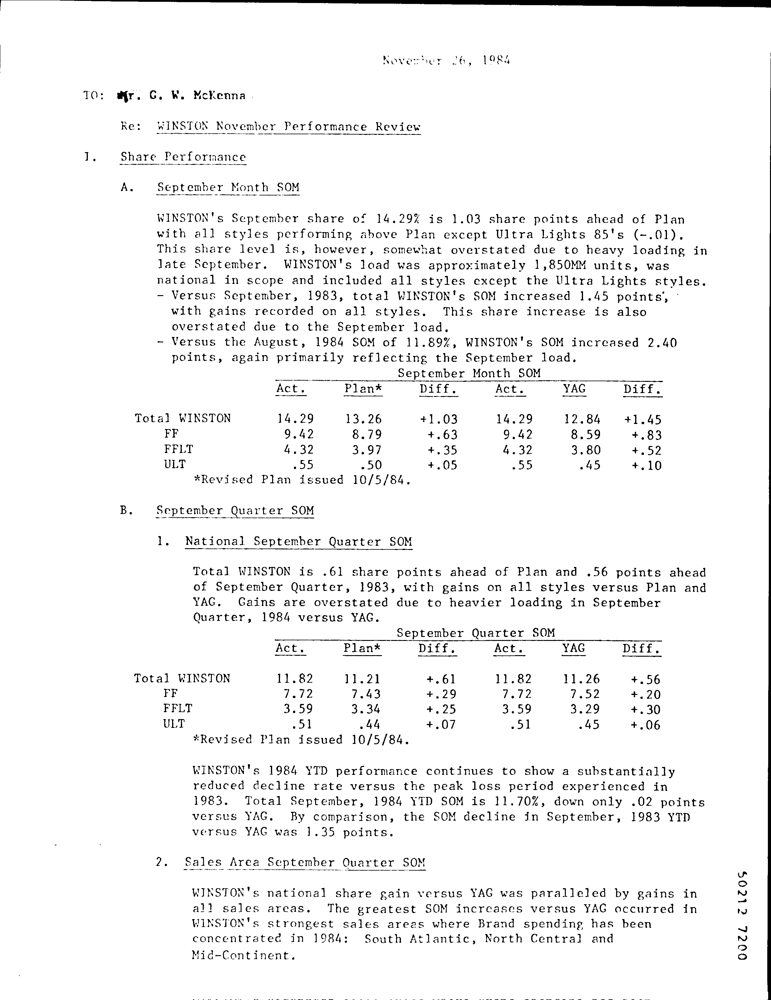 November 26, 1984
TO: Mr. G. W. McKenna
Re: WINSTON November Performance Review
I. Share Performance
A. September Month SOM
WINSTON's September share of 14.29% is 1.03 share points ahead of Plan
with all styles performing above Plan except Ultra Lights 85's (-.01).
This share level is, however, somewhat overstated due to heavy loading in
late September. WINSTON's load was approximately 1,850MM units, was
national in scope and included all styles except the Ultra Lights styles.
- Versus September, 1983, total WINSTON's SOM increased 1.45 points,
with gains recorded on all styles. This share increase is also
overstated due to the September load.
- Versus the August, 1984 SOM of 11.89%, WINSTON's SOM increased 2.40
points, again primarily reflecting the September load.
September Month SOM
Act. Plan* Diff. Act. YAG Diff.
Total WINSTON 14.29 13.26 +1.03 14.29 12.84 +1.45
FF 9.42 8.79 +.63 9.42 8.59 +.83
FFLT 4.32 3.97 +.35 4.32 3.80 +.52
ULT .55 .50 +.05 .55 .45 +.10
*Revised Plan issued 10/5/84.
B. September Quarter SOM
1. National September Quarter SOM
Total WINSTON is .61 share points ahead of Plan and .56 points ahead
of September Quarter, 1983, with gains on all styles versus Plan and
YAG. Gains are overstated due to heavier loading in September
Quarter, 1984 versus YAG.
September Quarter SOM
Act. Plan* Diff. Act. YAG Diff.
Total WINSTON 11.82 11.21 +.61 11.82 11.26 +.56
FF 7.72 7.43 +.29 7.72 7.52 +.20
FFLT 3.59 3.34 +.25 3.59 3.29 +.30
ULT .51 .44 +.07 .51 .45 +.06
*Revised Plan issued 10/5/84.
WINSTON's 1984 YTD performance continues to show a substantially
reduced decline rate versus the peak loss period experienced in
1983. Total September, 1984 YTD SOM is 11.70%, down only .02 points
versus YAG. By comparison, the SOM decline in September, 1983 YTD
versus YAG was 1.35 points.
2. Sales Area September Quarter SOM
WINSTON's national share gain versus YAG was paralleled by gains in
all sales areas. The greatest SOM increases versus YAG occurred in
WINSTON's strongest sales areas where Brand spending has been
concentrated in 1984: South Atlantic, North Central and
Mid-Continent.
50212 7200